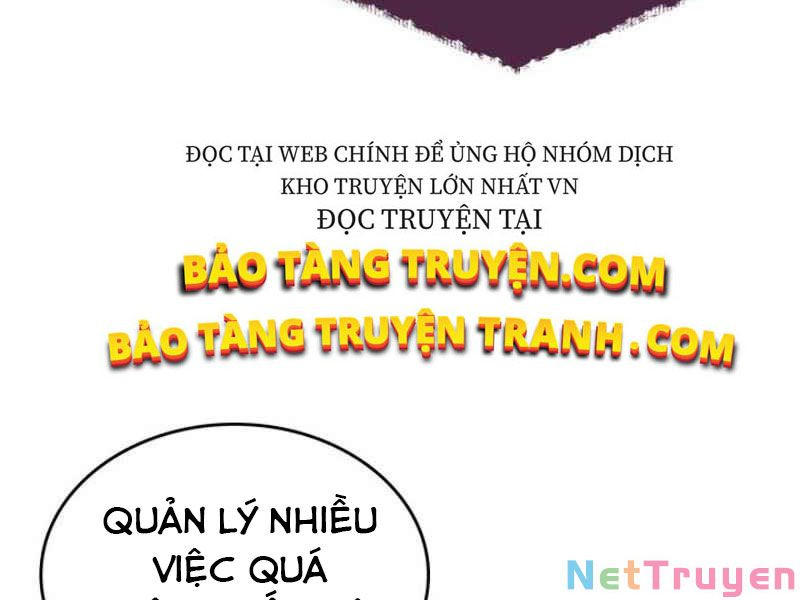 ĐỌC TẠI WEB CHÍNH ĐỂ ỦNG HỘ NHÓM DỊCH
KHO TRUYỆN LỚN NHẤT VN
ĐỌC TRUYỆN TẠI
BẢO TÀNG TRUYỆN.COM
BẢO TÀNG TRUYỆN TRANH.COM
QUẢN LÝ NHIỀU
VIỆC QUÁ
NetTruyen